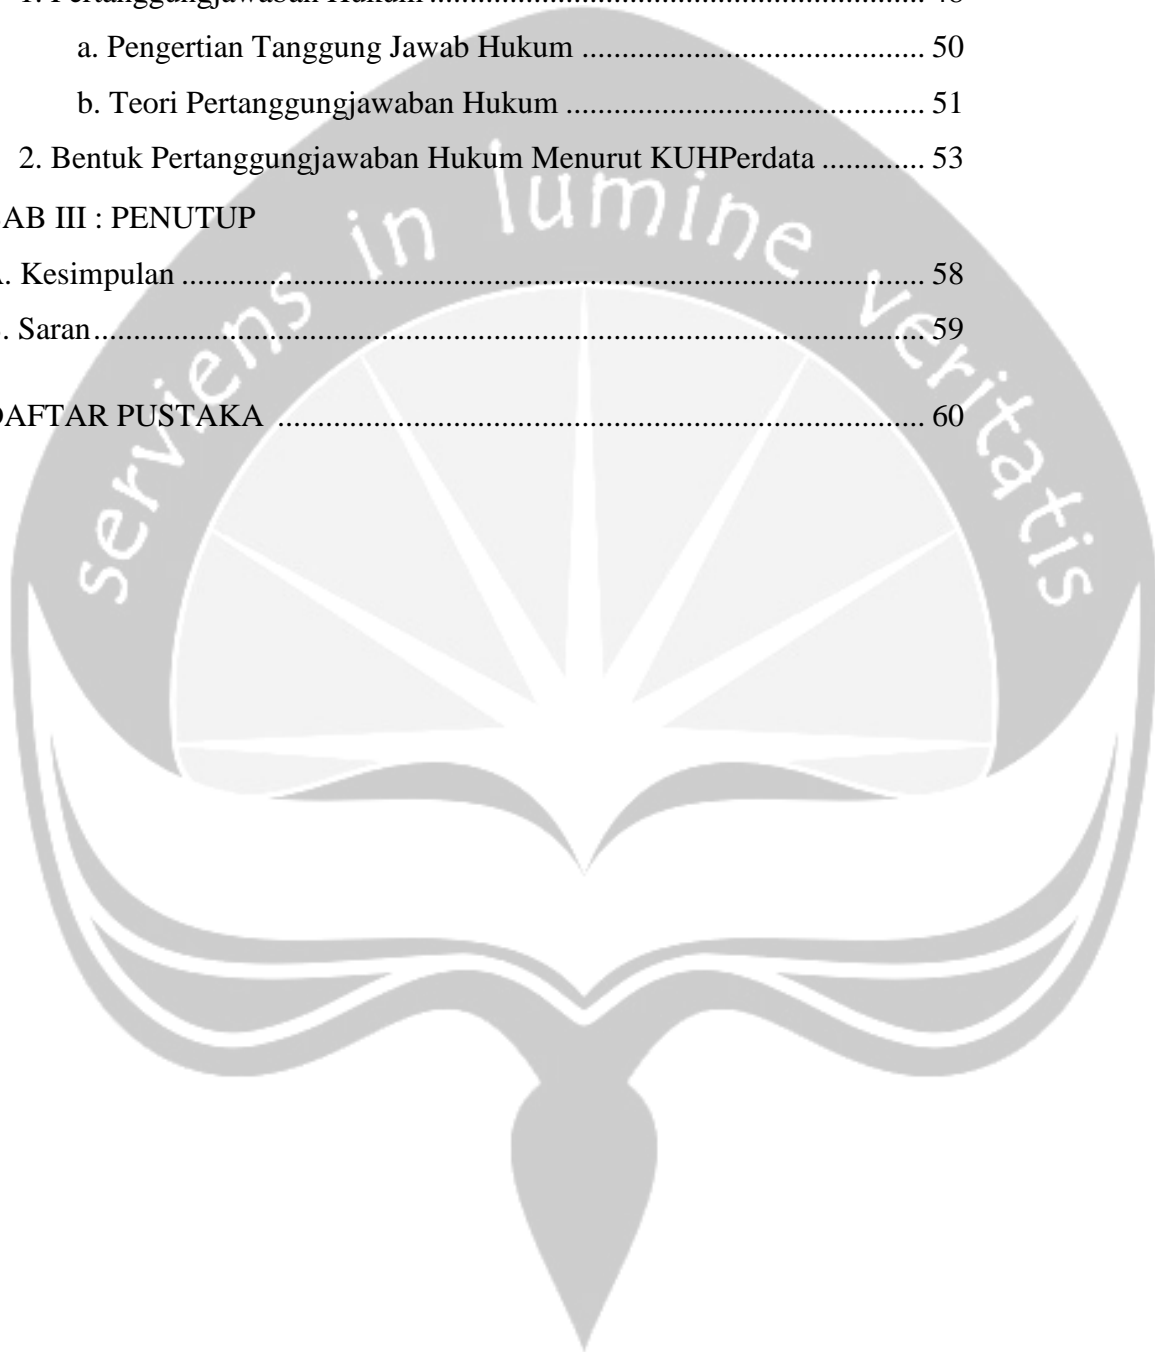 a. Pengertian Tanggung Jawab Hukum ........................................... 50
b. Teori Pertanggungjawaban Hukum ............................................. 51
2. Bentuk Pertanggungjawaban Hukum Menurut KUHPerdata ............. 53
AB III : PENUTUP
. Kesimpulan ............................................................................................. 58
. Saran........................................................................................................ 59
DAFTAR PUSTAKA ................................................................................. 60
serviens in lumine veritatis